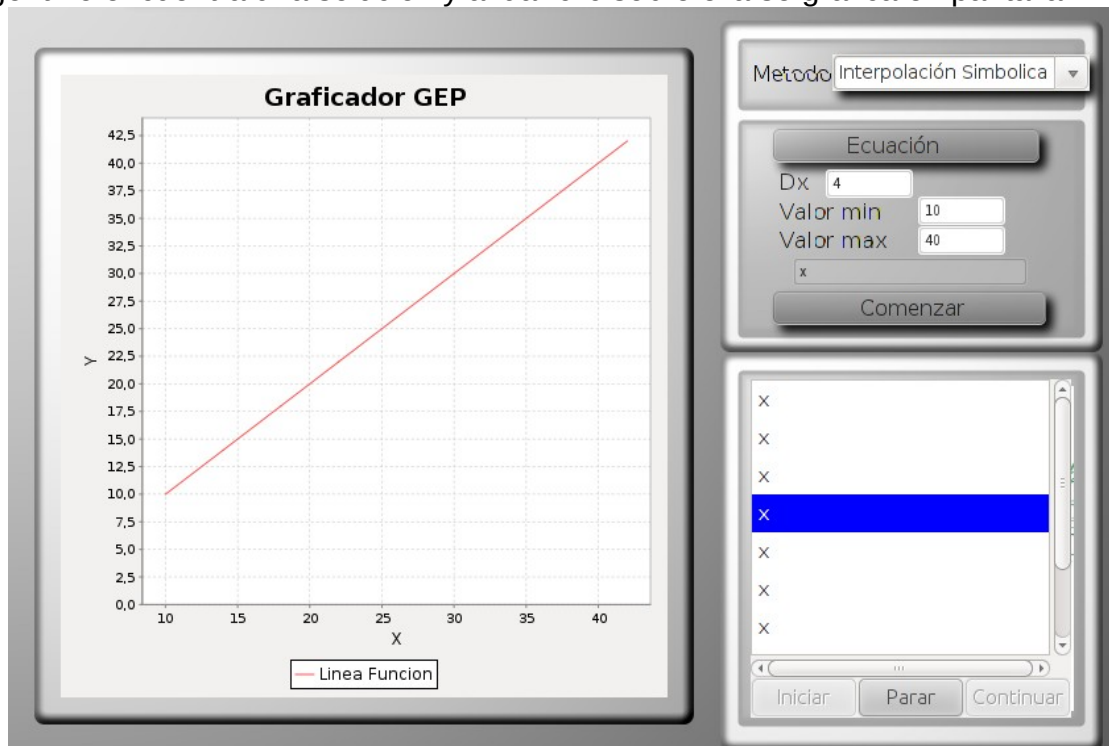 Graficador GEP
42,5
40,0
37,5
35,0
32,5
30,0
27,5
25,0
22,5
20,0
17,5
15,0
12,5
10,0
7,5
5,0
2,5
0,0
Y
10 15 20 25 30 35 40
X
Linea Funcion
Metodo Interpolación Simbolica
Ecuación
Dx 4
Valor min 10
Valor max 40
x
Comenzar
x
x
x
x
x
x
x
Iniciar Parar Continuar